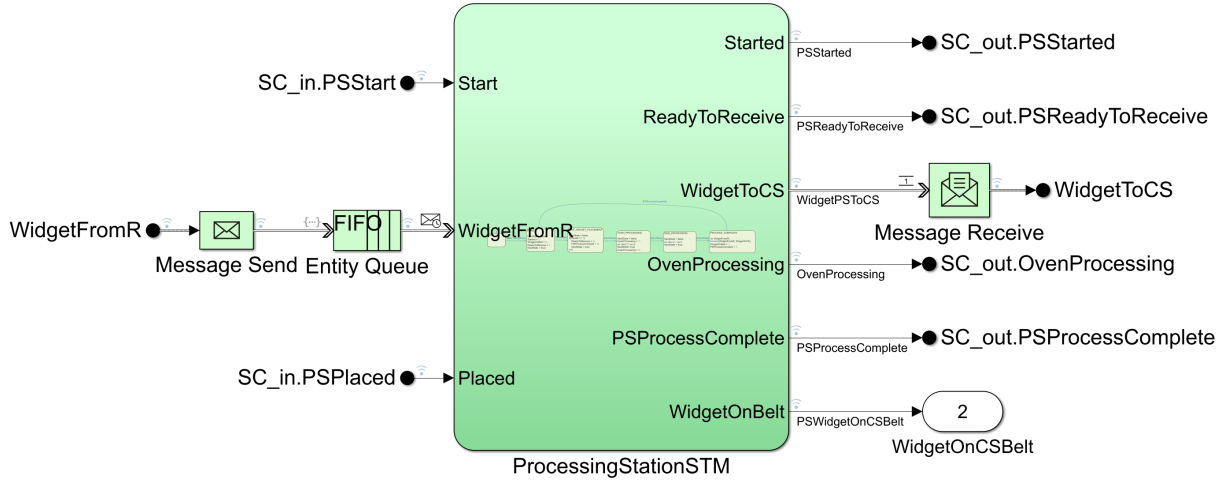 Started
PSStarted
SC_out.PSStarted
SC_in.PSStart
Start
ReadyToReceive
PSReadyToReceive
SC_out.PSReadyToReceive
WidgetToCS
WidgetPSToCS
1
WidgetToCS
Message Receive
WidgetFromR
{...}
FIFO
WidgetFromR
Message Send
Entity Queue
OvenProcessing
OvenProcessing
SC_out.OvenProcessing
PSProcessComplete
PSProcessComplete
SC_out.PSProcessComplete
SC_in.PSPlaced
Placed
WidgetOnBelt
PSWidgetOnCSBelt
2
WidgetOnCSBelt
ProcessingStationSTM